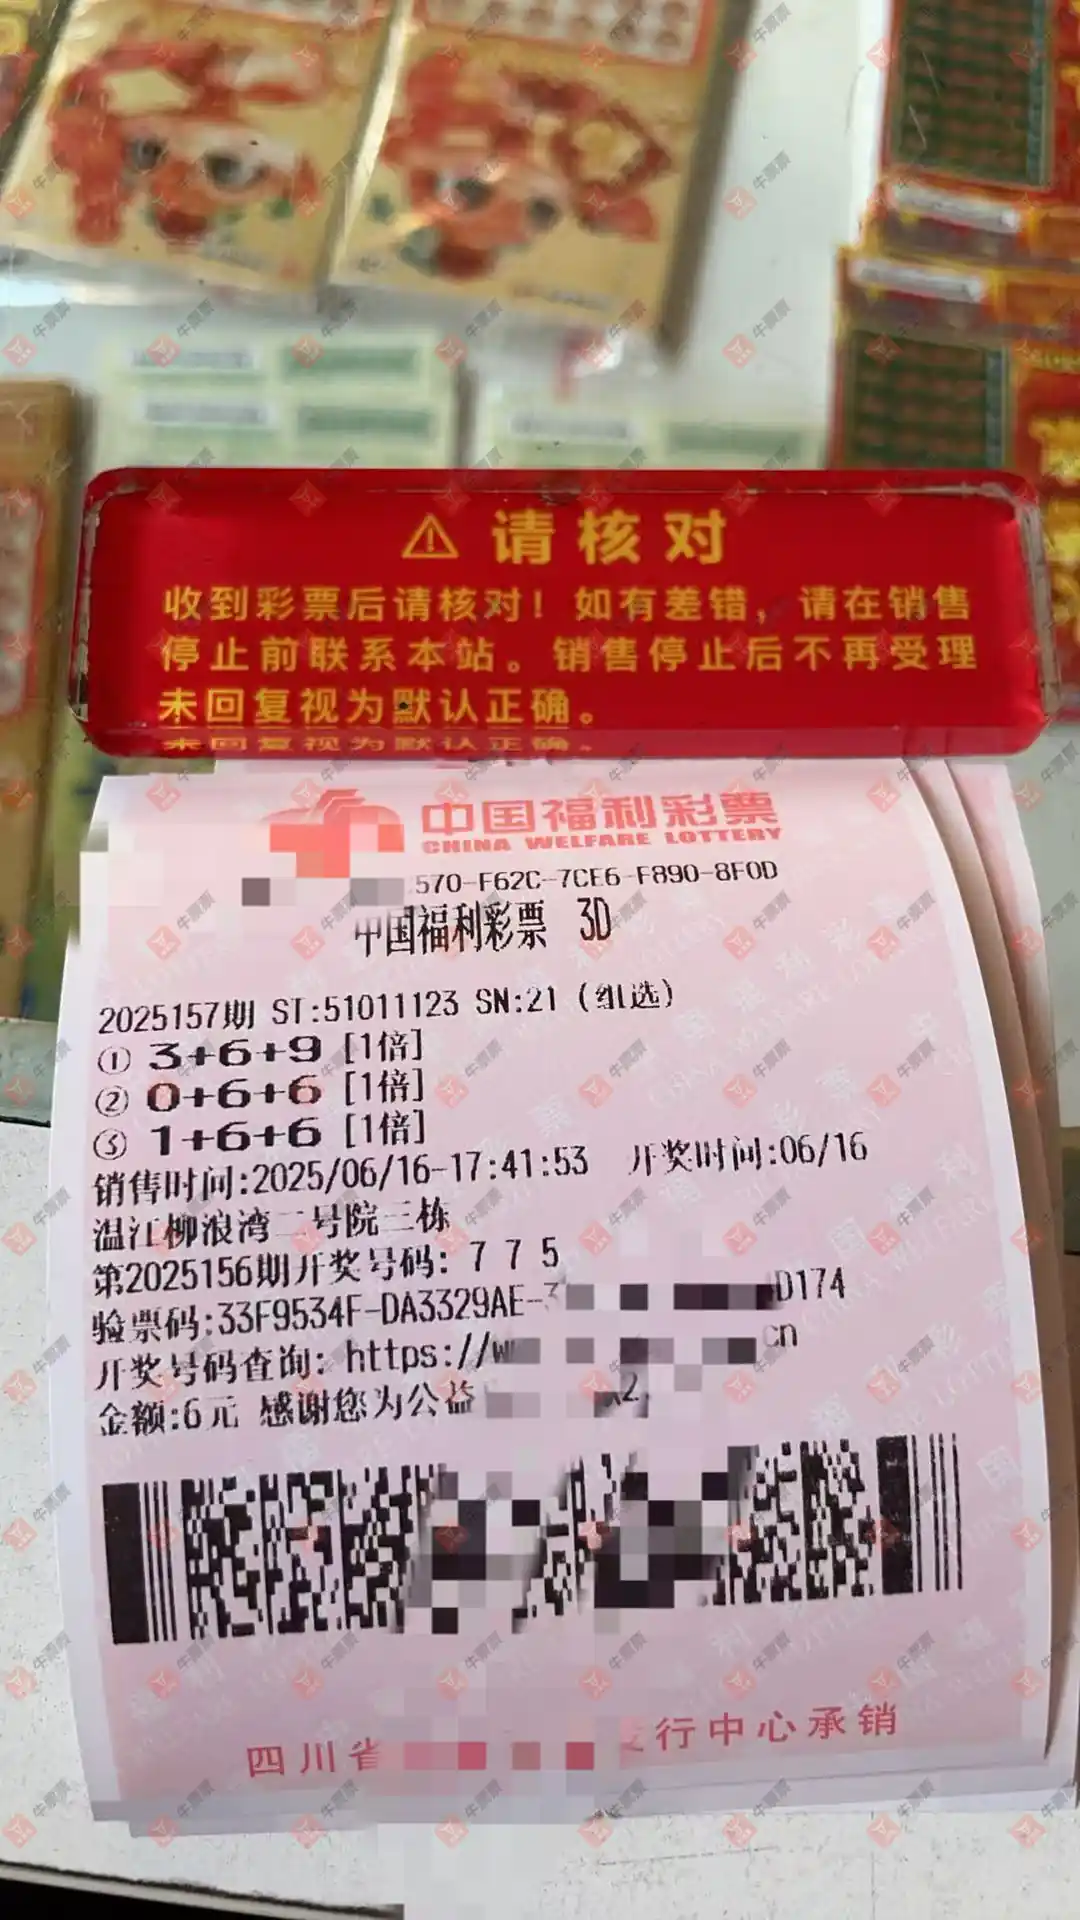 请核对
收到彩票后请核对！如有差错，请在销售
停止前联系本站。销售停止后不再受理
未回复视为默认正确。
中国福利彩票
CHINA WELFARE LOTTERY
570-F62C-7CE6-F890-8F0D
中国福利彩票 3D
2025157期 ST:51011123 SN:21 (组选)
① 3+6+9 [1倍]
② 0+6+6 [1倍]
③ 1+6+6 [1倍]
销售时间:2025/06/16-17:41:53 开奖时间:06/16
温江柳浪湾二号院三栋
第2025156期开奖号码: 7 7 5
验票码:33F9534F-DA3329AE-3 D174
开奖号码查询: https://w cn
金额:6元 感谢您为公益
四川省 发行中心承销
牛票票